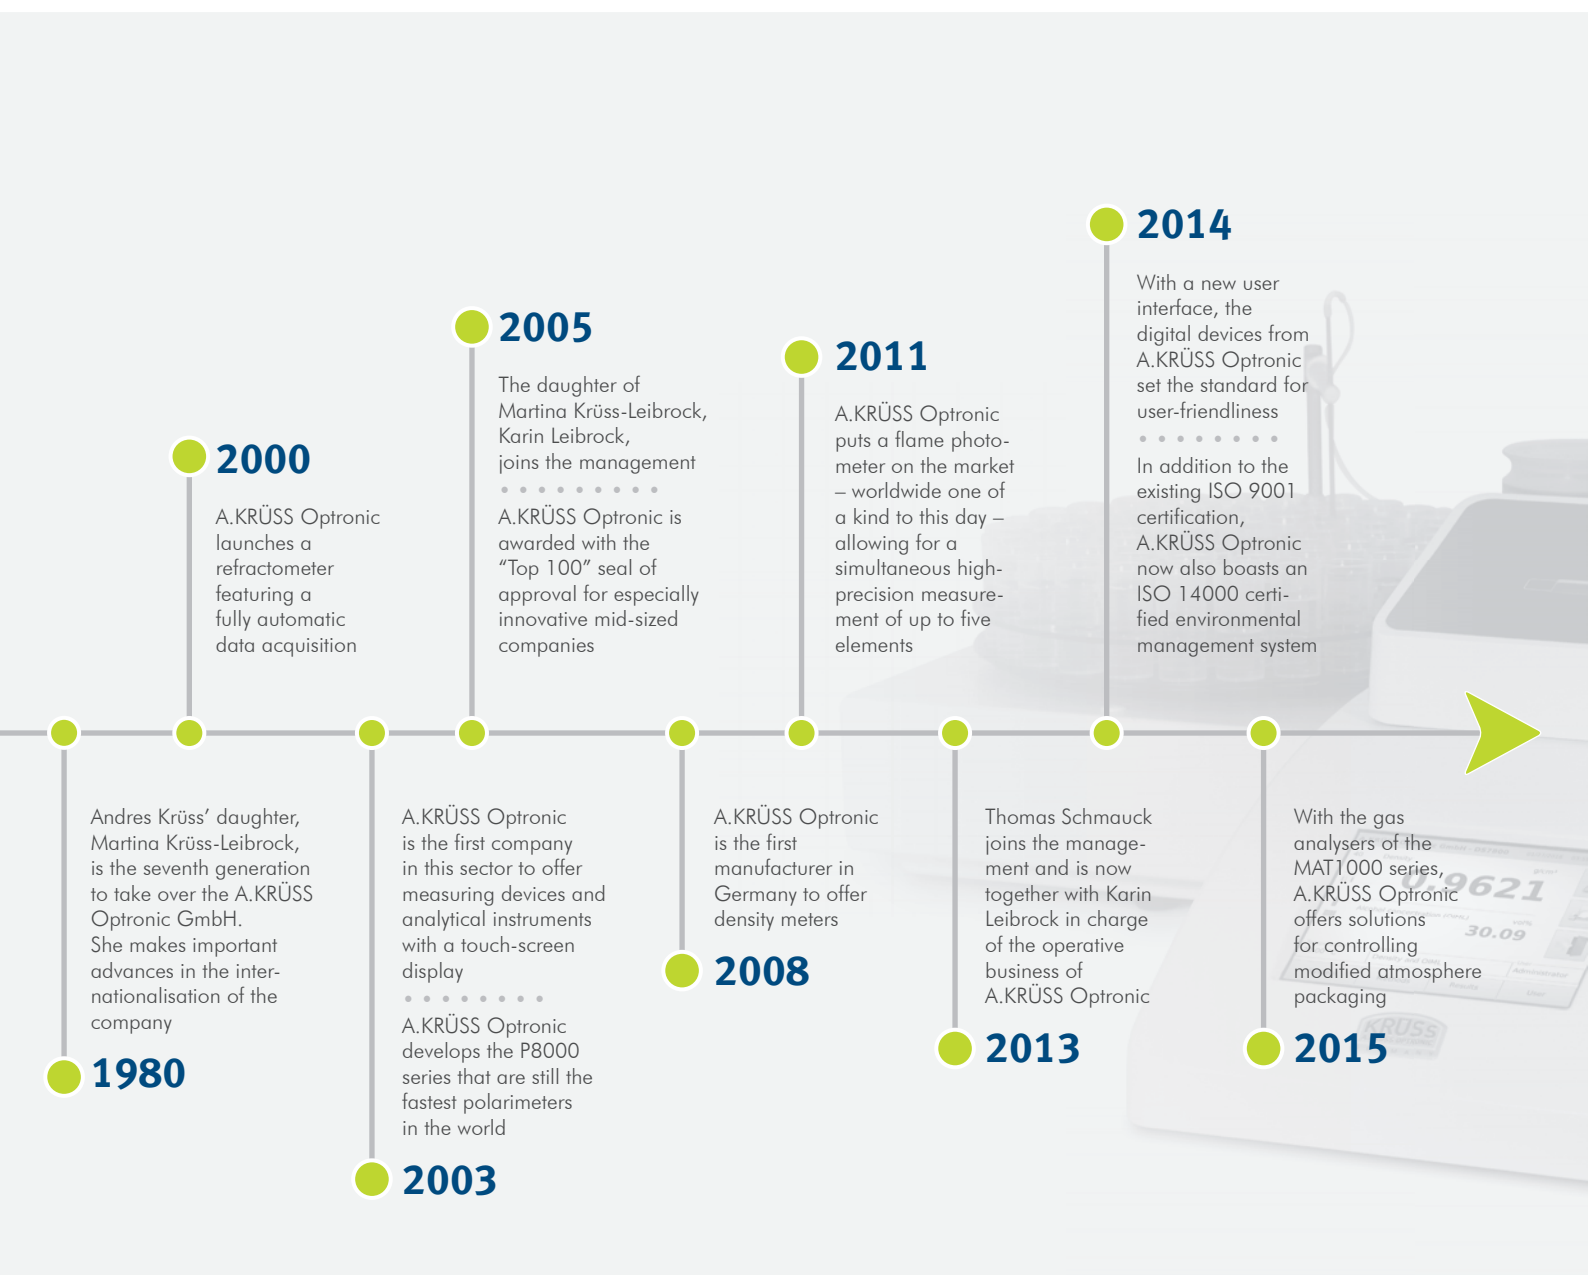 2014
With a new user
interface, the
digital devices from
A.KRÜSS Optronic
set the standard for
user-friendliness
In addition to the
existing ISO 9001
certification,
A.KRÜSS Optronic
now also boasts an
ISO 14000 certi-
fied environmental
management system
2005
The daughter of
Martina Krüss-Leibrock,
Karin Leibrock,
joins the management
A.KRÜSS Optronic is
awarded with the
“Top 100” seal of
approval for especially
innovative mid-sized
companies
2011
A.KRÜSS Optronic
puts a flame photo-
meter on the market
– worldwide one of
a kind to this day –
allowing for a
simultaneous high-
precision measure-
ment of up to five
elements
2000
A.KRÜSS Optronic
launches a
refractometer
featuring a
fully automatic
data acquisition
Andres Krüss’ daughter,
Martina Krüss-Leibrock,
is the seventh generation
to take over the A.KRÜSS
Optronic GmbH.
She makes important
advances in the inter-
nationalisation of the
company
1980
A.KRÜSS Optronic
is the first company
in this sector to offer
measuring devices and
analytical instruments
with a touch-screen
display
A.KRÜSS Optronic
develops the P8000
series that are still the
fastest polarimeters
in the world
2003
A.KRÜSS Optronic
is the first
manufacturer in
Germany to offer
density meters
2008
Thomas Schmauck
joins the manage-
ment and is now
together with Karin
Leibrock in charge
of the operative
business of
A.KRÜSS Optronic
2013
With the gas
analysers of the
MAT1000 series,
A.KRÜSS Optronic
offers solutions
for controlling
modified atmosphere
packaging
2015
0.9621
30.09
KRÜSS